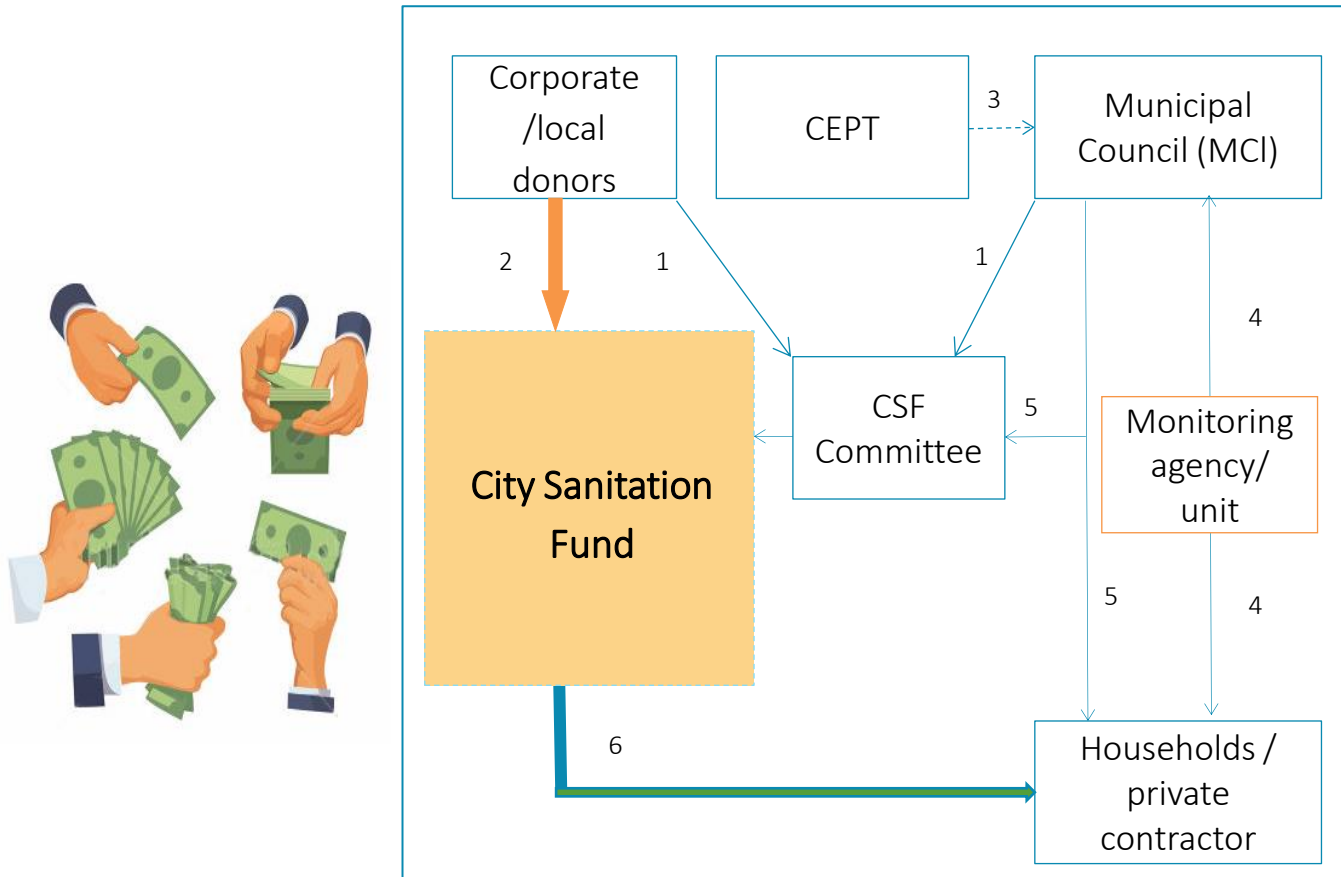 Corporate
/local
donors
CEPT
3
Municipal
Council (MCl)
2
1
1
4
City Sanitation
Fund
CSF
Committee
5
Monitoring
agency/
unit
5
4
6
Households /
private
contractor